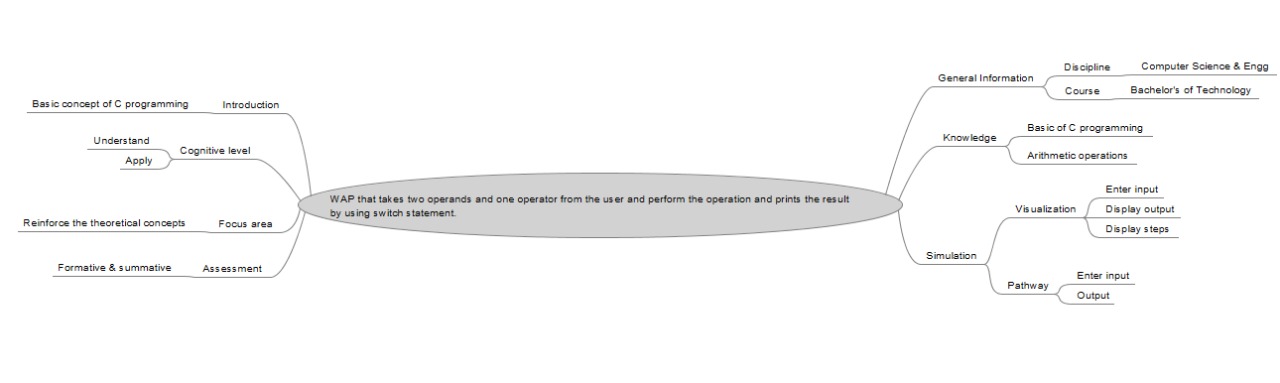 WAP that takes two operands and one operator from the user and perform the operation and prints the result
by using switch statement.
Introduction
Basic concept of C programming
Cognitive level
Understand
Apply
Focus area
Reinforce the theoretical concepts
Assessment
Formative & summative
General Information
Discipline
Computer Science & Engg
Course
Bachelor's of Technology
Knowledge
Basic of C programming
Arithmetic operations
Simulation
Visualization
Enter input
Display output
Display steps
Pathway
Enter input
Output